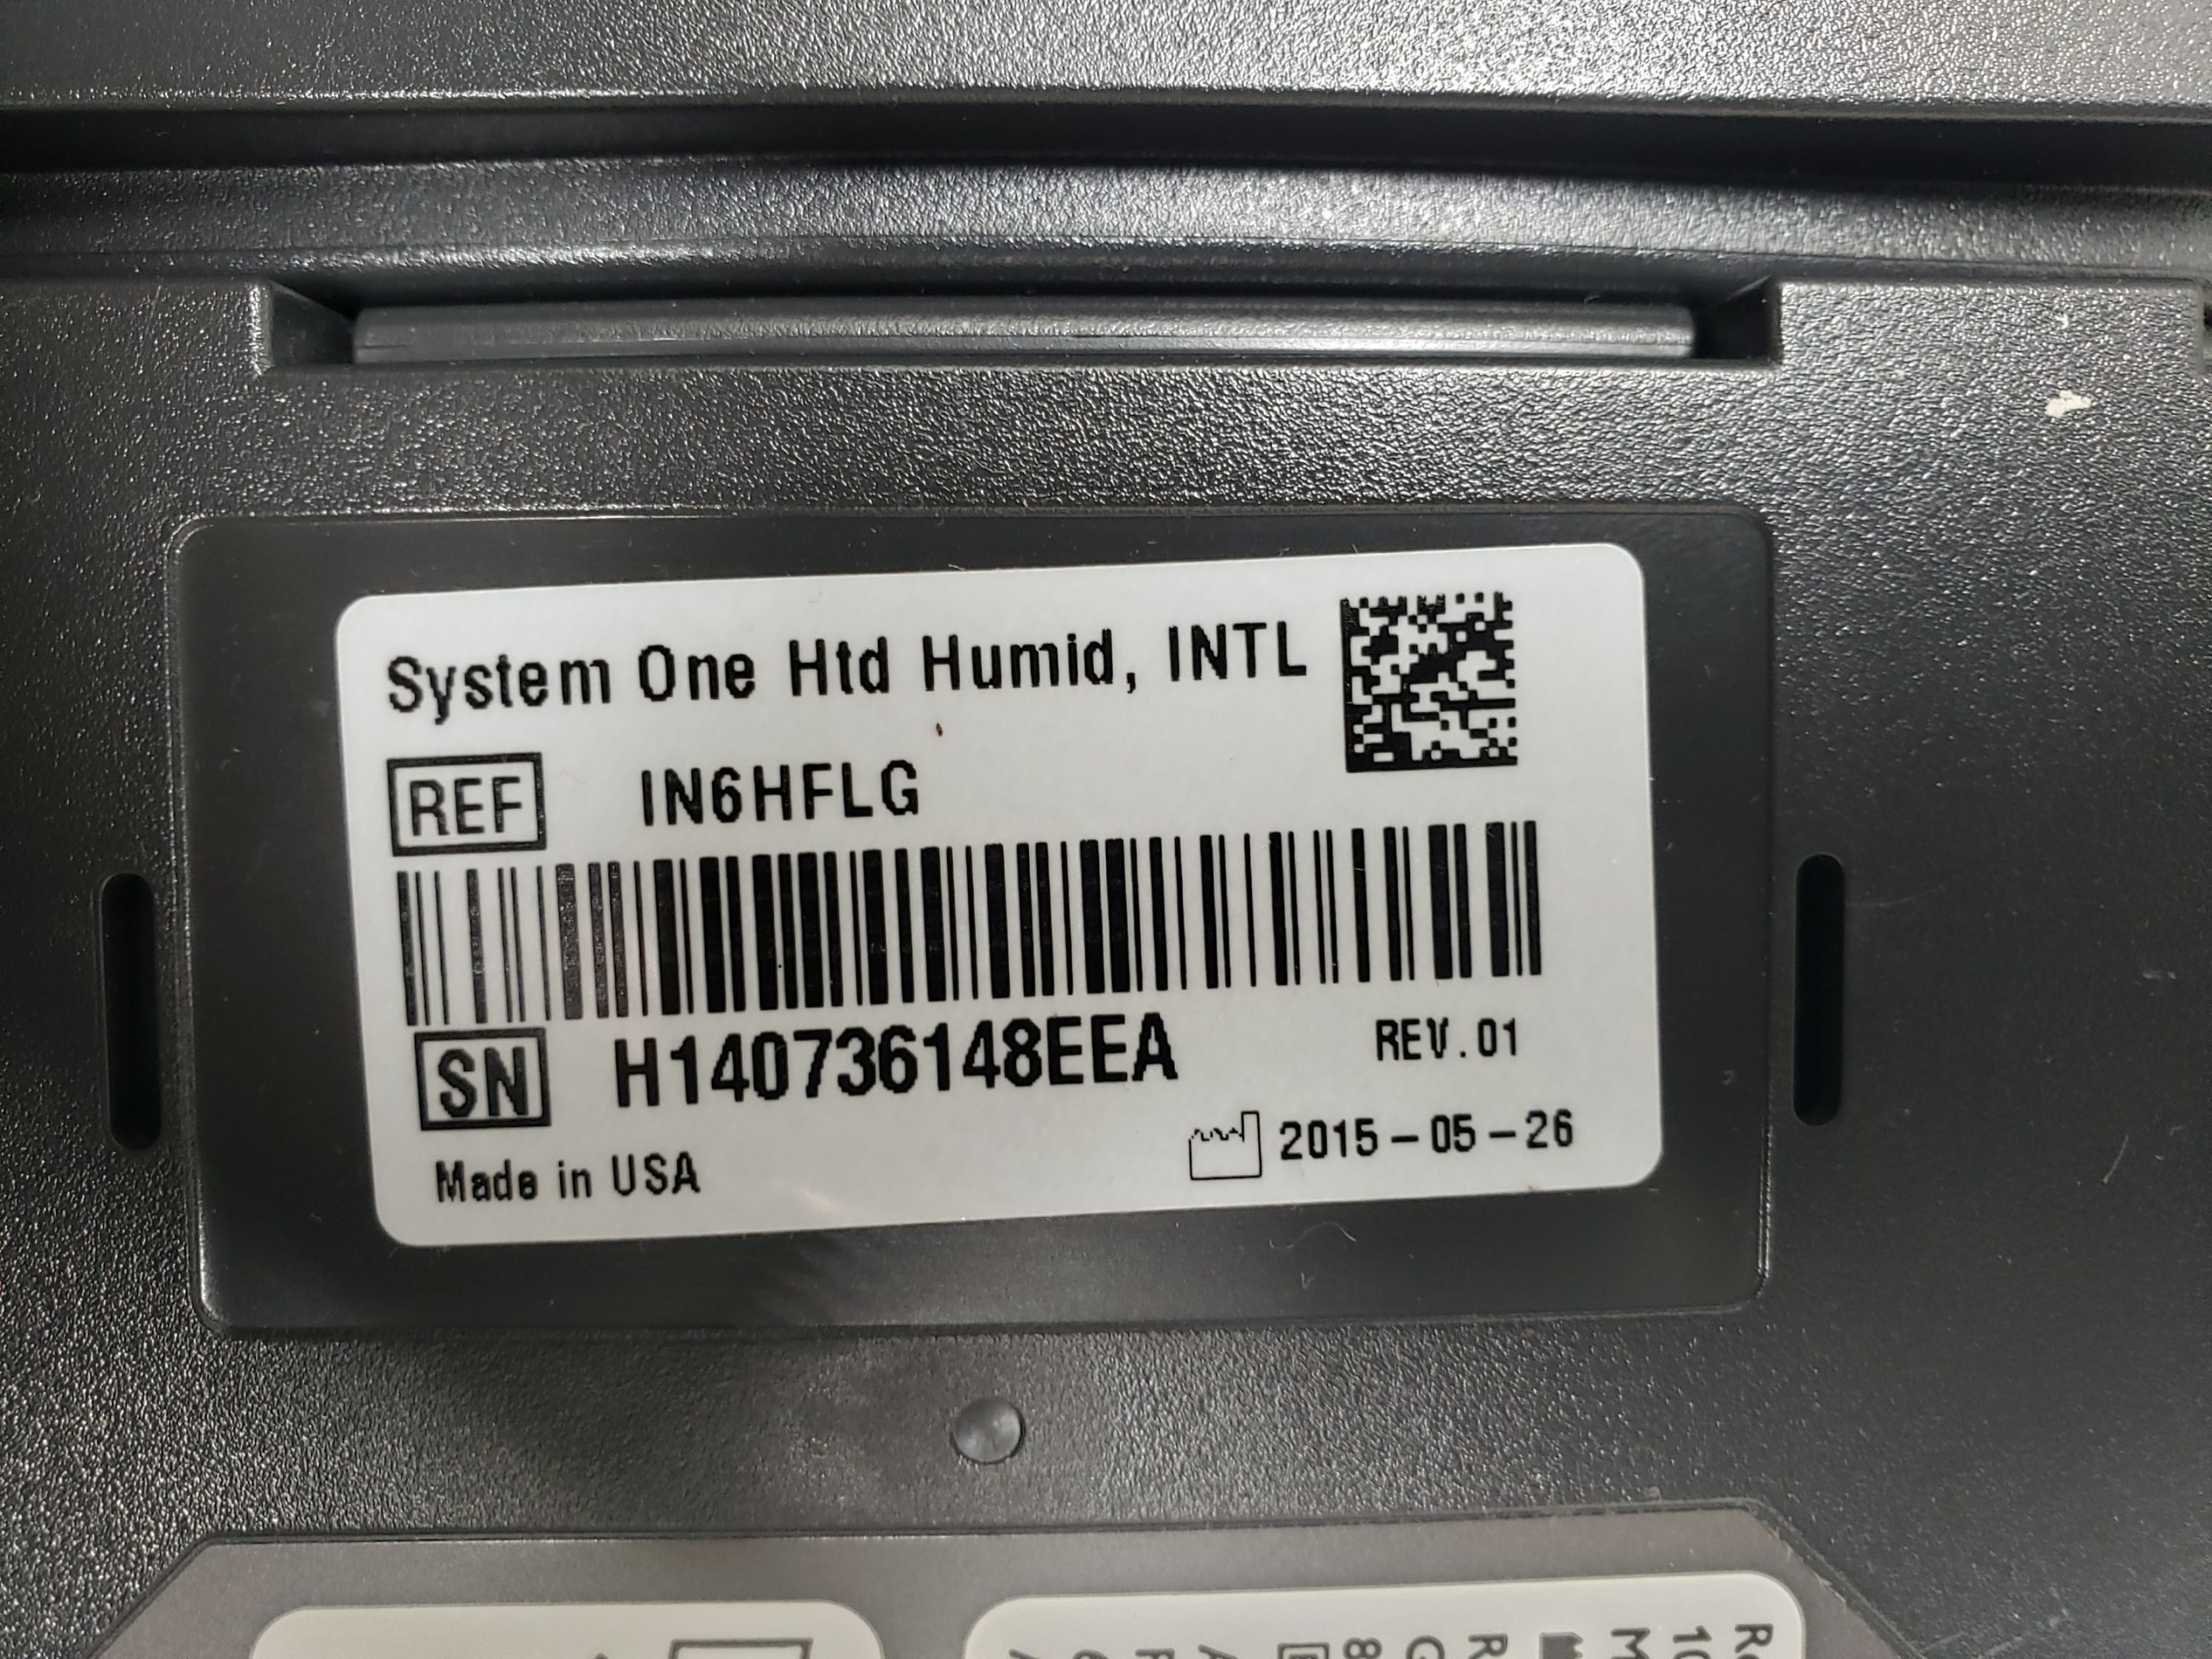 System One Htd Humid, INTL
REF IN6HFLG
SN H140736148EEA REV.01
Made in USA 2015-05-26